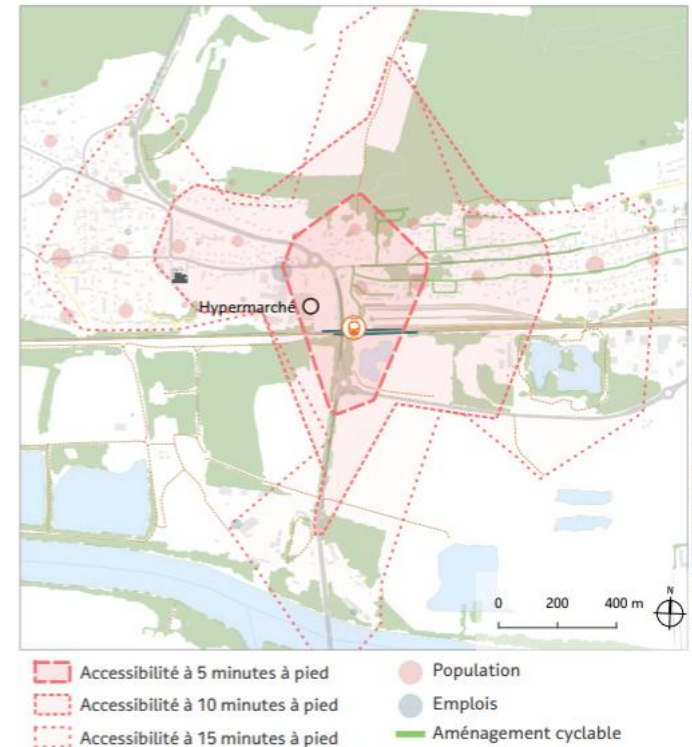 Hypermarché
N
0 200 400 m
Accessibilité à 5 minutes à pied
Accessibilité à 10 minutes à pied
Accessibilité à 15 minutes à pied
Population
Emplois
Aménagement cyclable